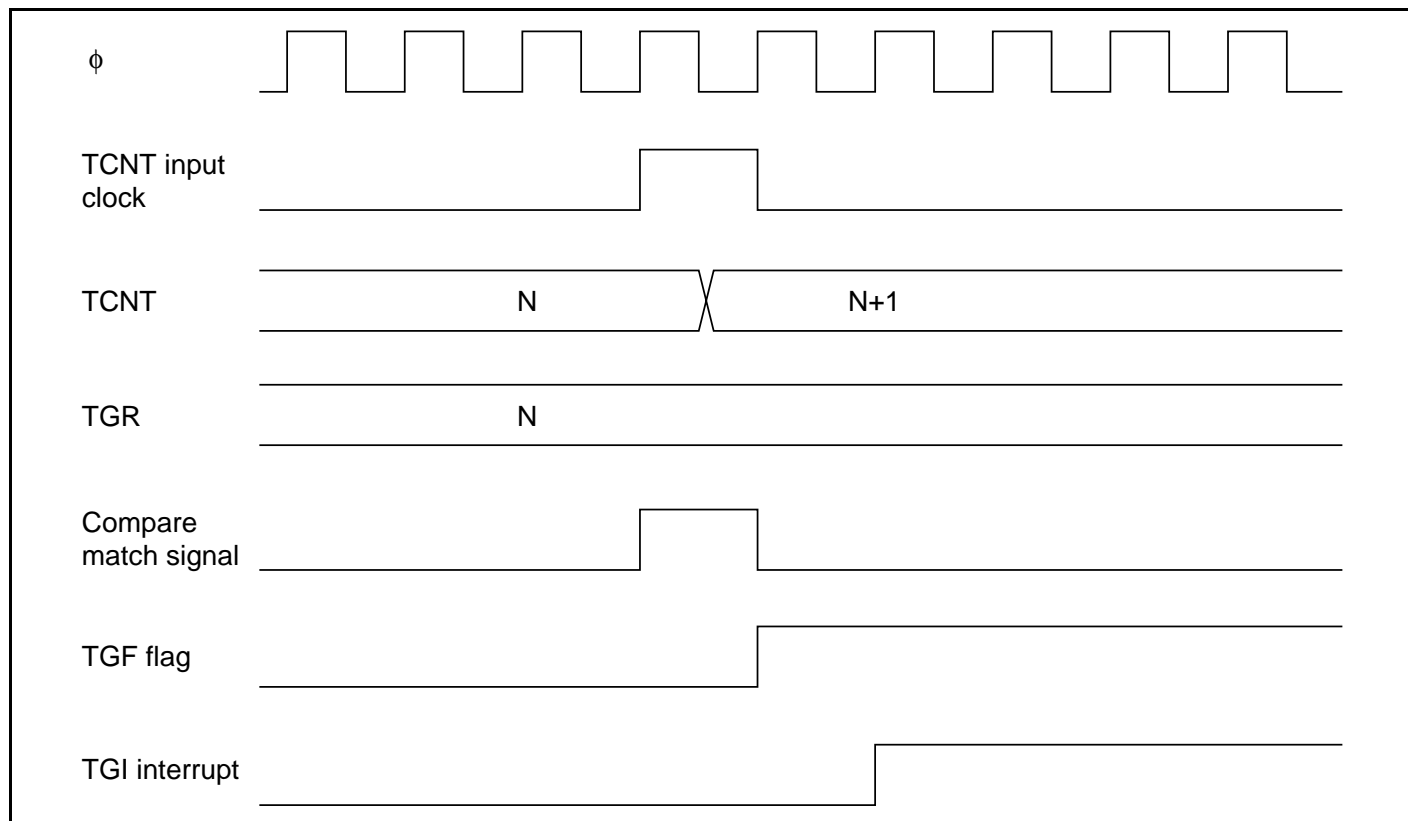 ϕ
TCNT input
clock
TCNT
N
N+1
TGR
N
Compare
match signal
TGF flag
TGI interrupt